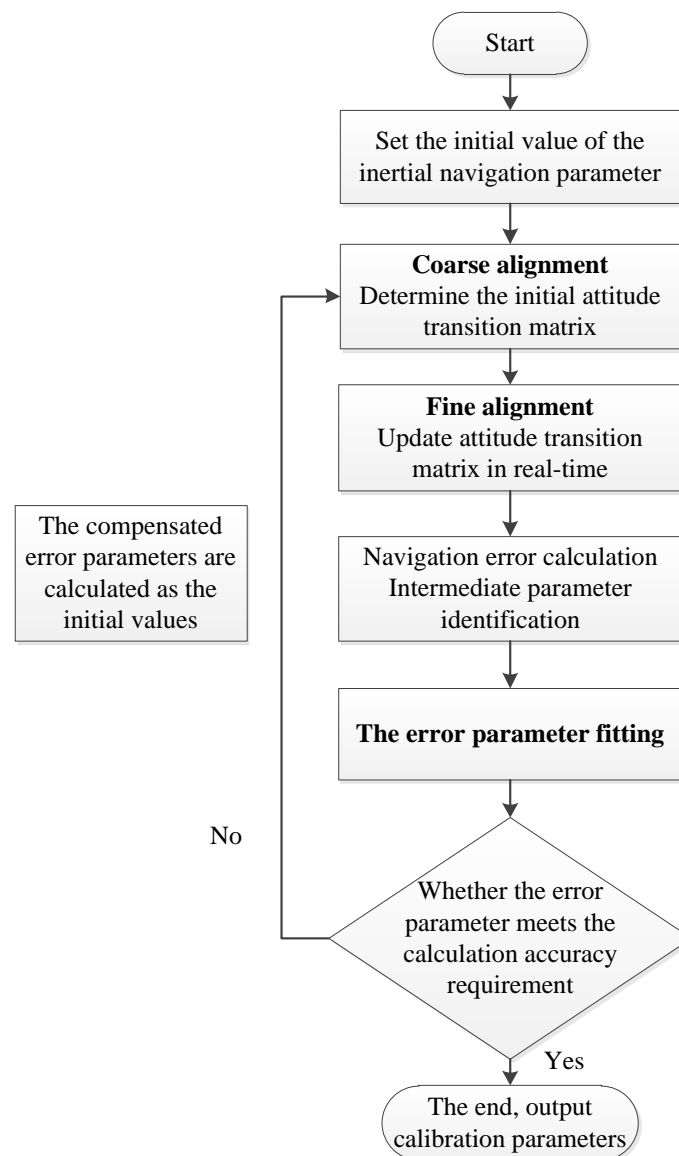 Start
Set the initial value of the
inertial navigation parameter
Coarse alignment
Determine the initial attitude
transition matrix
Fine alignment
Update attitude transition
matrix in real-time
The compensated
error parameters are
calculated as the
initial values
Navigation error calculation
Intermediate parameter
identification
The error parameter fitting
No
Whether the error
parameter meets the
calculation accuracy
requirement
Yes
The end, output
calibration parameters